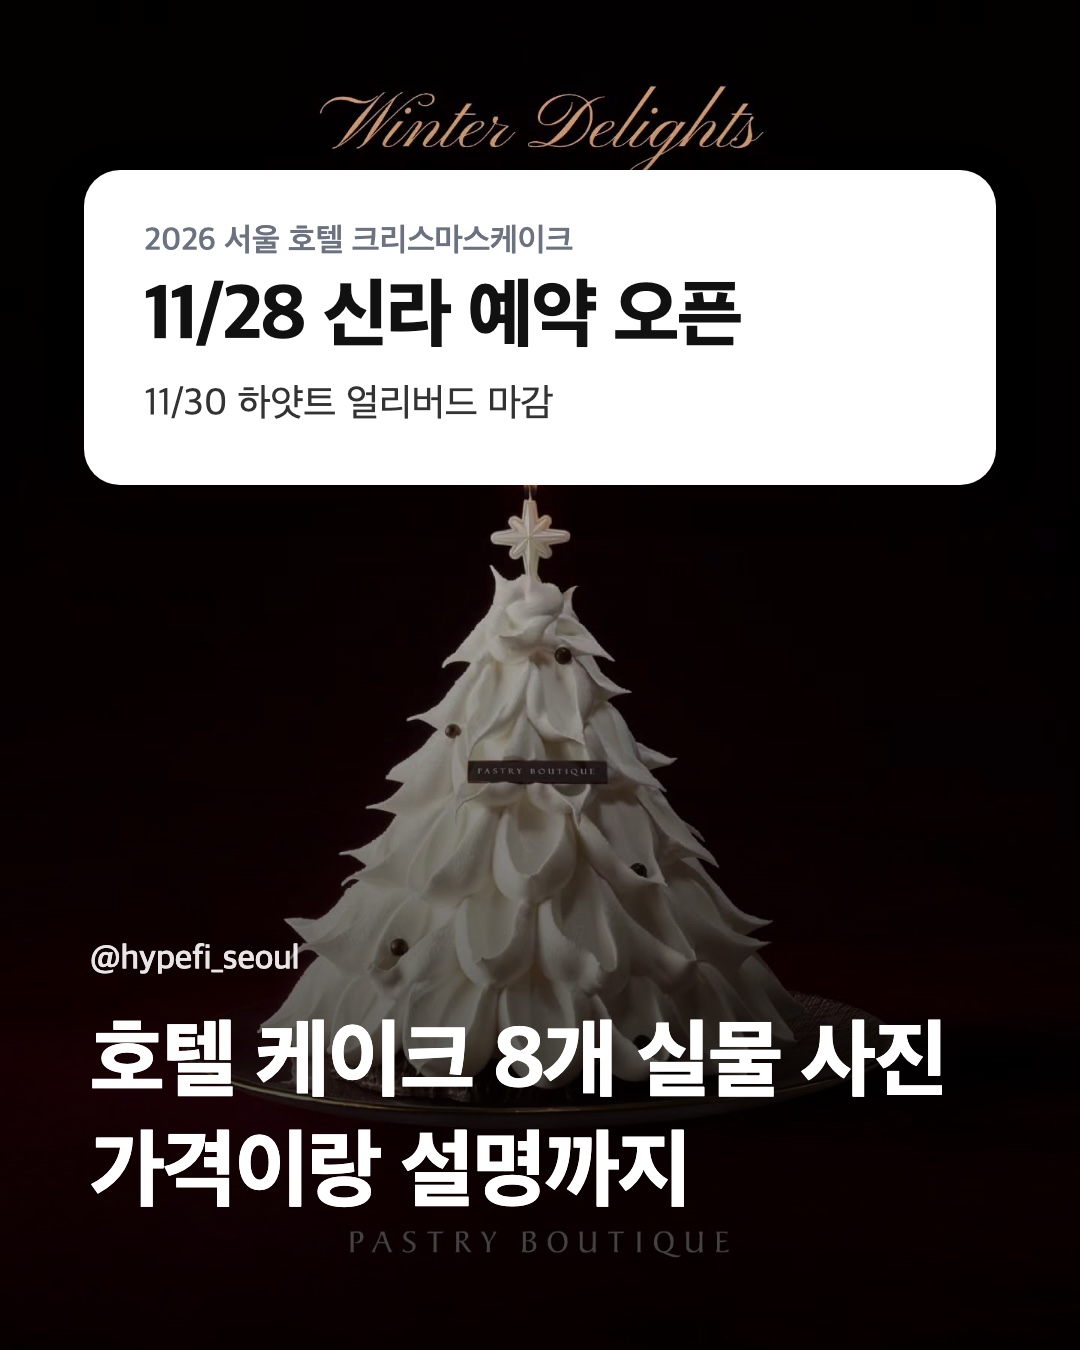 Winter Delights
2026 서울 호텔 크리스마스케이크
11/28 신라 예약 오픈
11/30 하얏트 얼리버드 마감
PASTRY BOUTIQUE
@hypefi_seoul
호텔 케이크 8개 실물 사진
가격이랑 설명까지
PASTRY BOUTIQUE